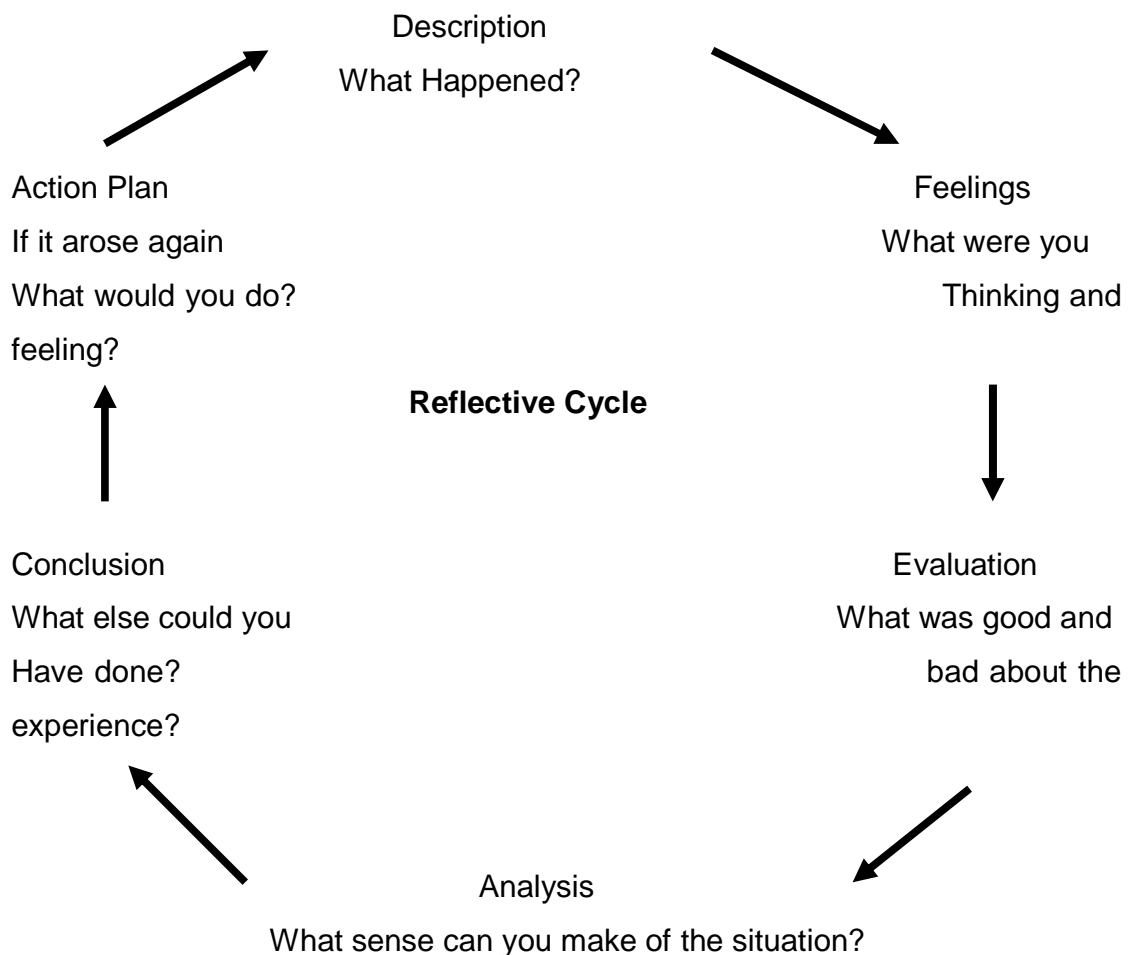 Description
What Happened?
Action Plan
Feelings
If it arose again
What were you
What would you do?
Thinking and
feeling?
Reflective Cycle
Conclusion
Evaluation
What else could you
What was good and
Have done?
bad about the
experience?
Analysis
What sense can you make of the situation?